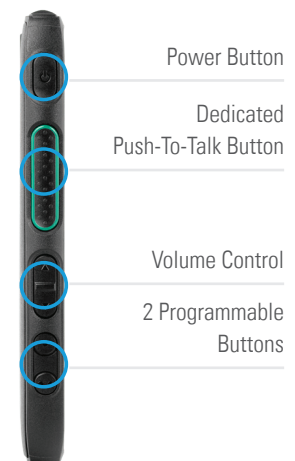 Power Button
Dedicated
Push-To-Talk Button
Volume Control
2 Programmable
Buttons